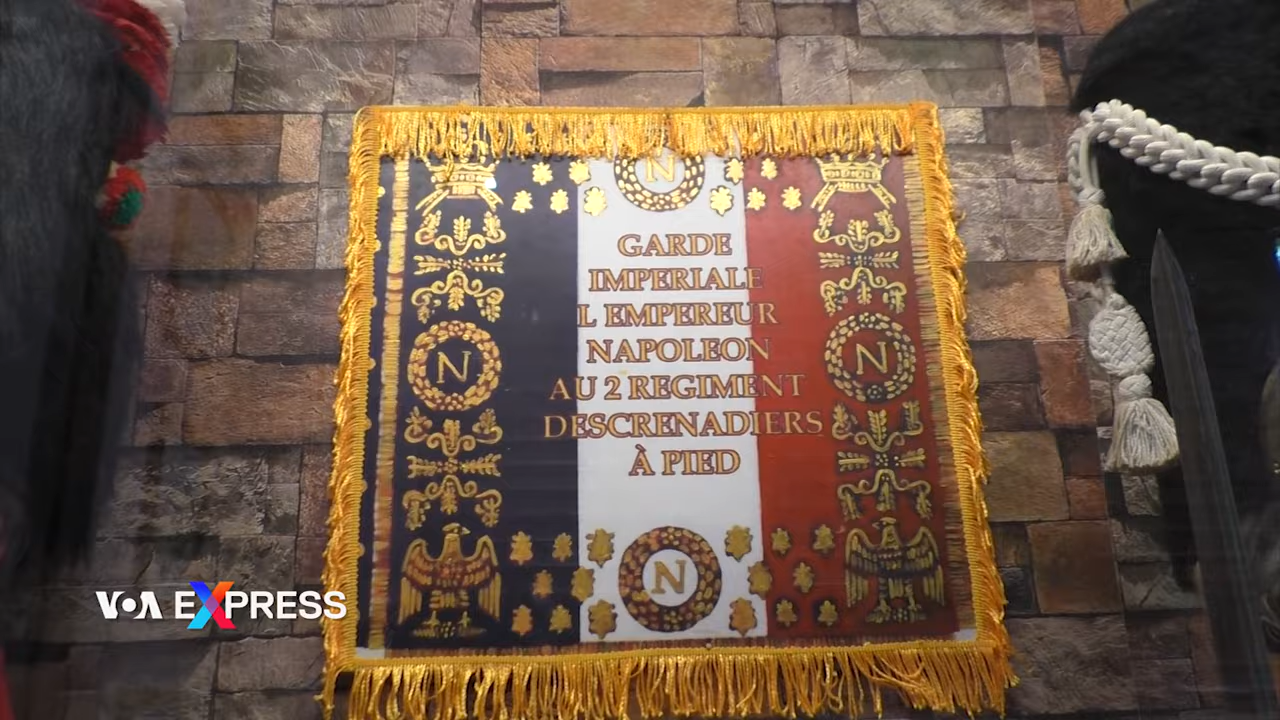 N
GARDE
IMPERIALE
L EMPEREUR
NAPOLEON
AU 2 REGIMENT
DESCRENADIERS
À PIED
N
N
N
VOA EXPRESS